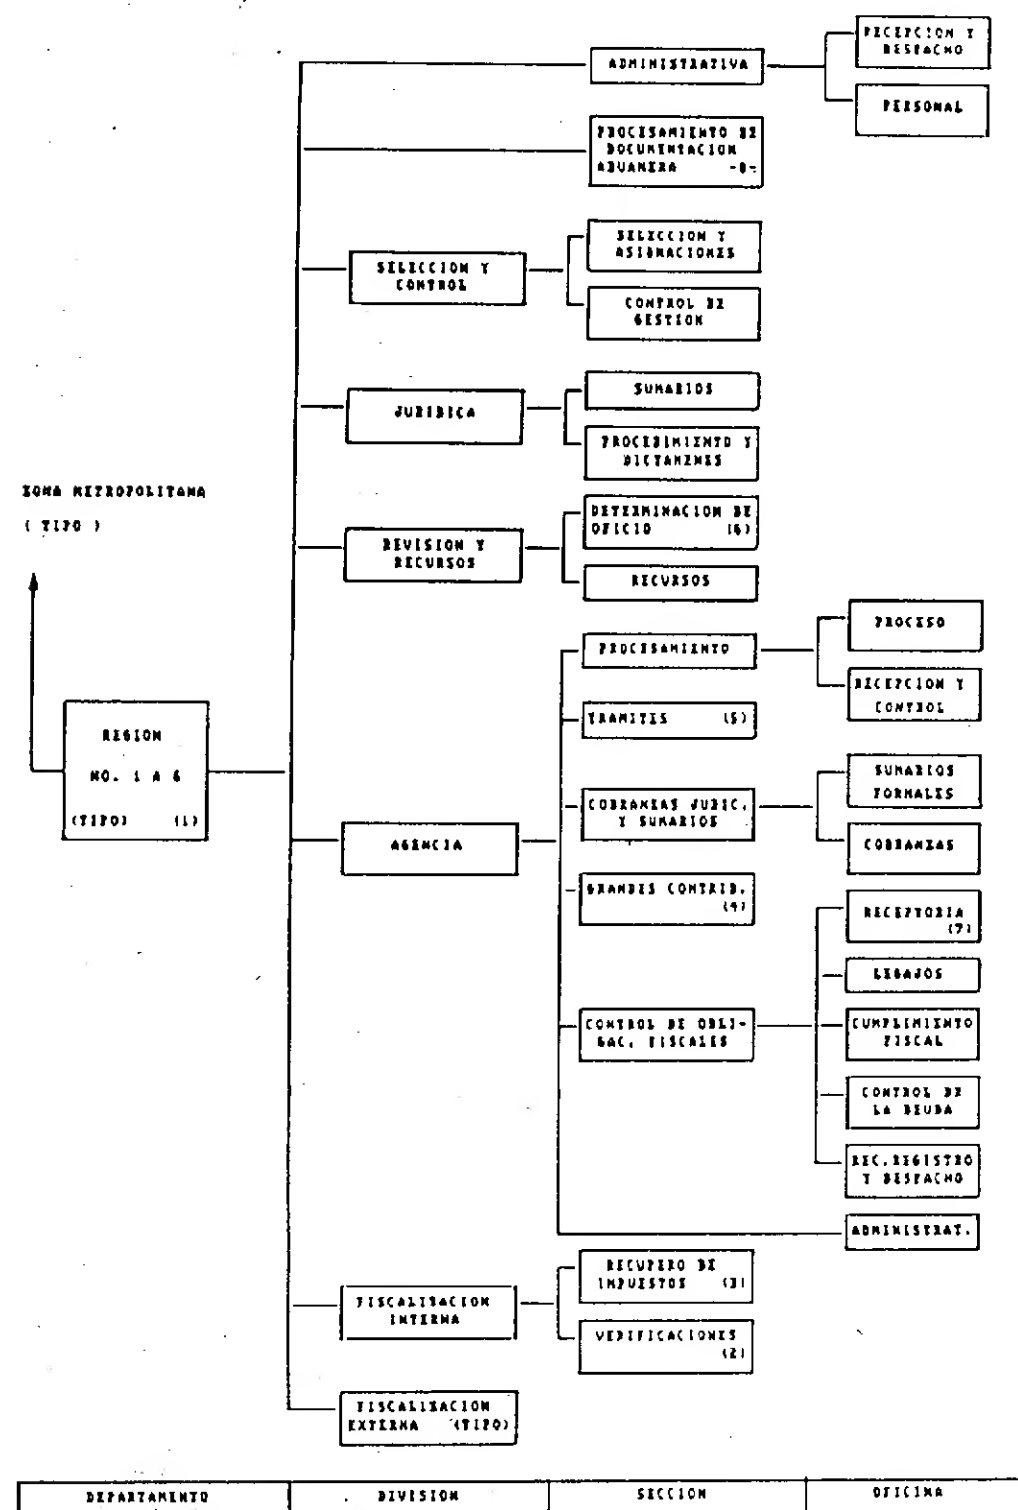 RECEPCION Y
DESPACHO
ADMINISTRATIVA
PERSONAL
PROCESAMIENTO DE
DOCUMENTACION
ADUANERA -8-
SELECCION Y
ASIGNACIONES
SELECCION Y
CONTROL
CONTROL DE
GESTION
SUMARIOS
JURIDICA
PROCEDIMIENTO Y
DICTAMENES
ZONA METROPOLITANA
( TIPO )
DETERMINACION DE
OFICIO (6)
REVISION Y
RECURSOS
RECURSOS
PROCESO
PROCESAMIENTO
RECEPCION Y
CONTROL
TRAMITES (5)
REGION
NO. 1 A 6
(TIPO) (1)
SUMARIOS
FORMALES
COBRANZAS JUDIC.
Y SUMARIOS
AGENCIA
COBRANZAS
GRANDES CONTRIB.
(4)
RECEPTORIA
(7)
LEGAJOS
CONTROL DE OBLI-
GAC. FISCALES
CUMPLIMIENTO
FISCAL
CONTROL DE
LA DEUDA
REC.REGISTRO
Y DESPACHO
ADMINISTRAT.
RECUPERO DE
IMPUESTOS (3)
FISCALIZACION
INTERNA
VERIFICACIONES
(2)
FISCALIZACION
EXTERNA (TIPO)
DEPARTAMENTO DIVISION SECCION OFICINA